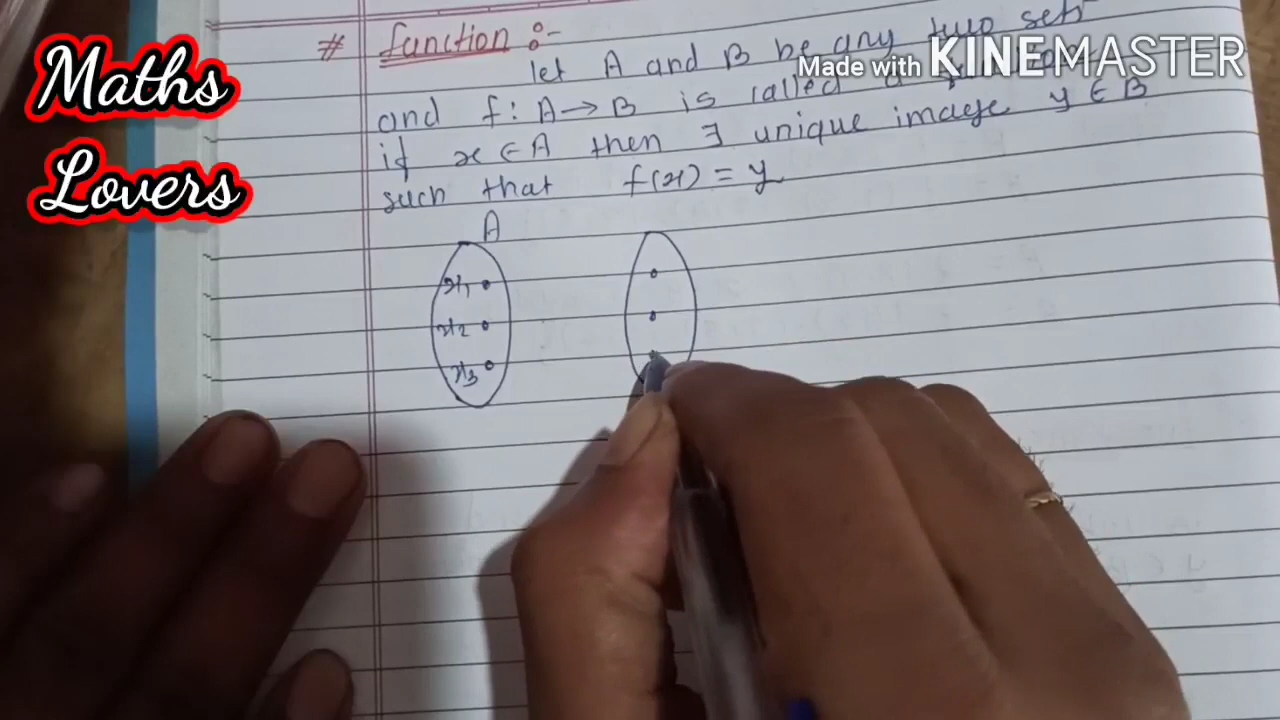 Maths
Lovers
Made with KINEMASTER
# function :-
let A and B be any two sets
and f: A → B is called a
if x ∈ A then ∃ unique image y ∈ B
such that f(x) = y
A
x₁
x₂
x₃